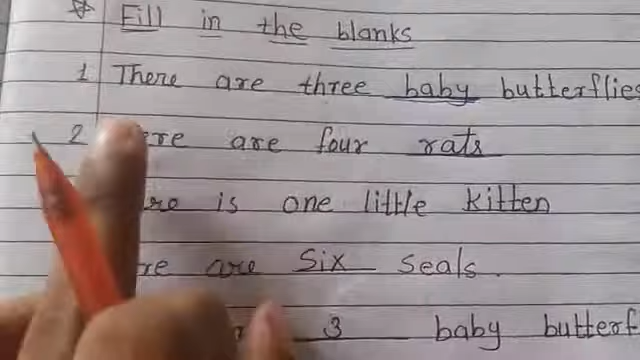 Fill in the blanks
1 There are three baby butterflies
2 are four rats
is one little kitten
are Six seals.
3 baby